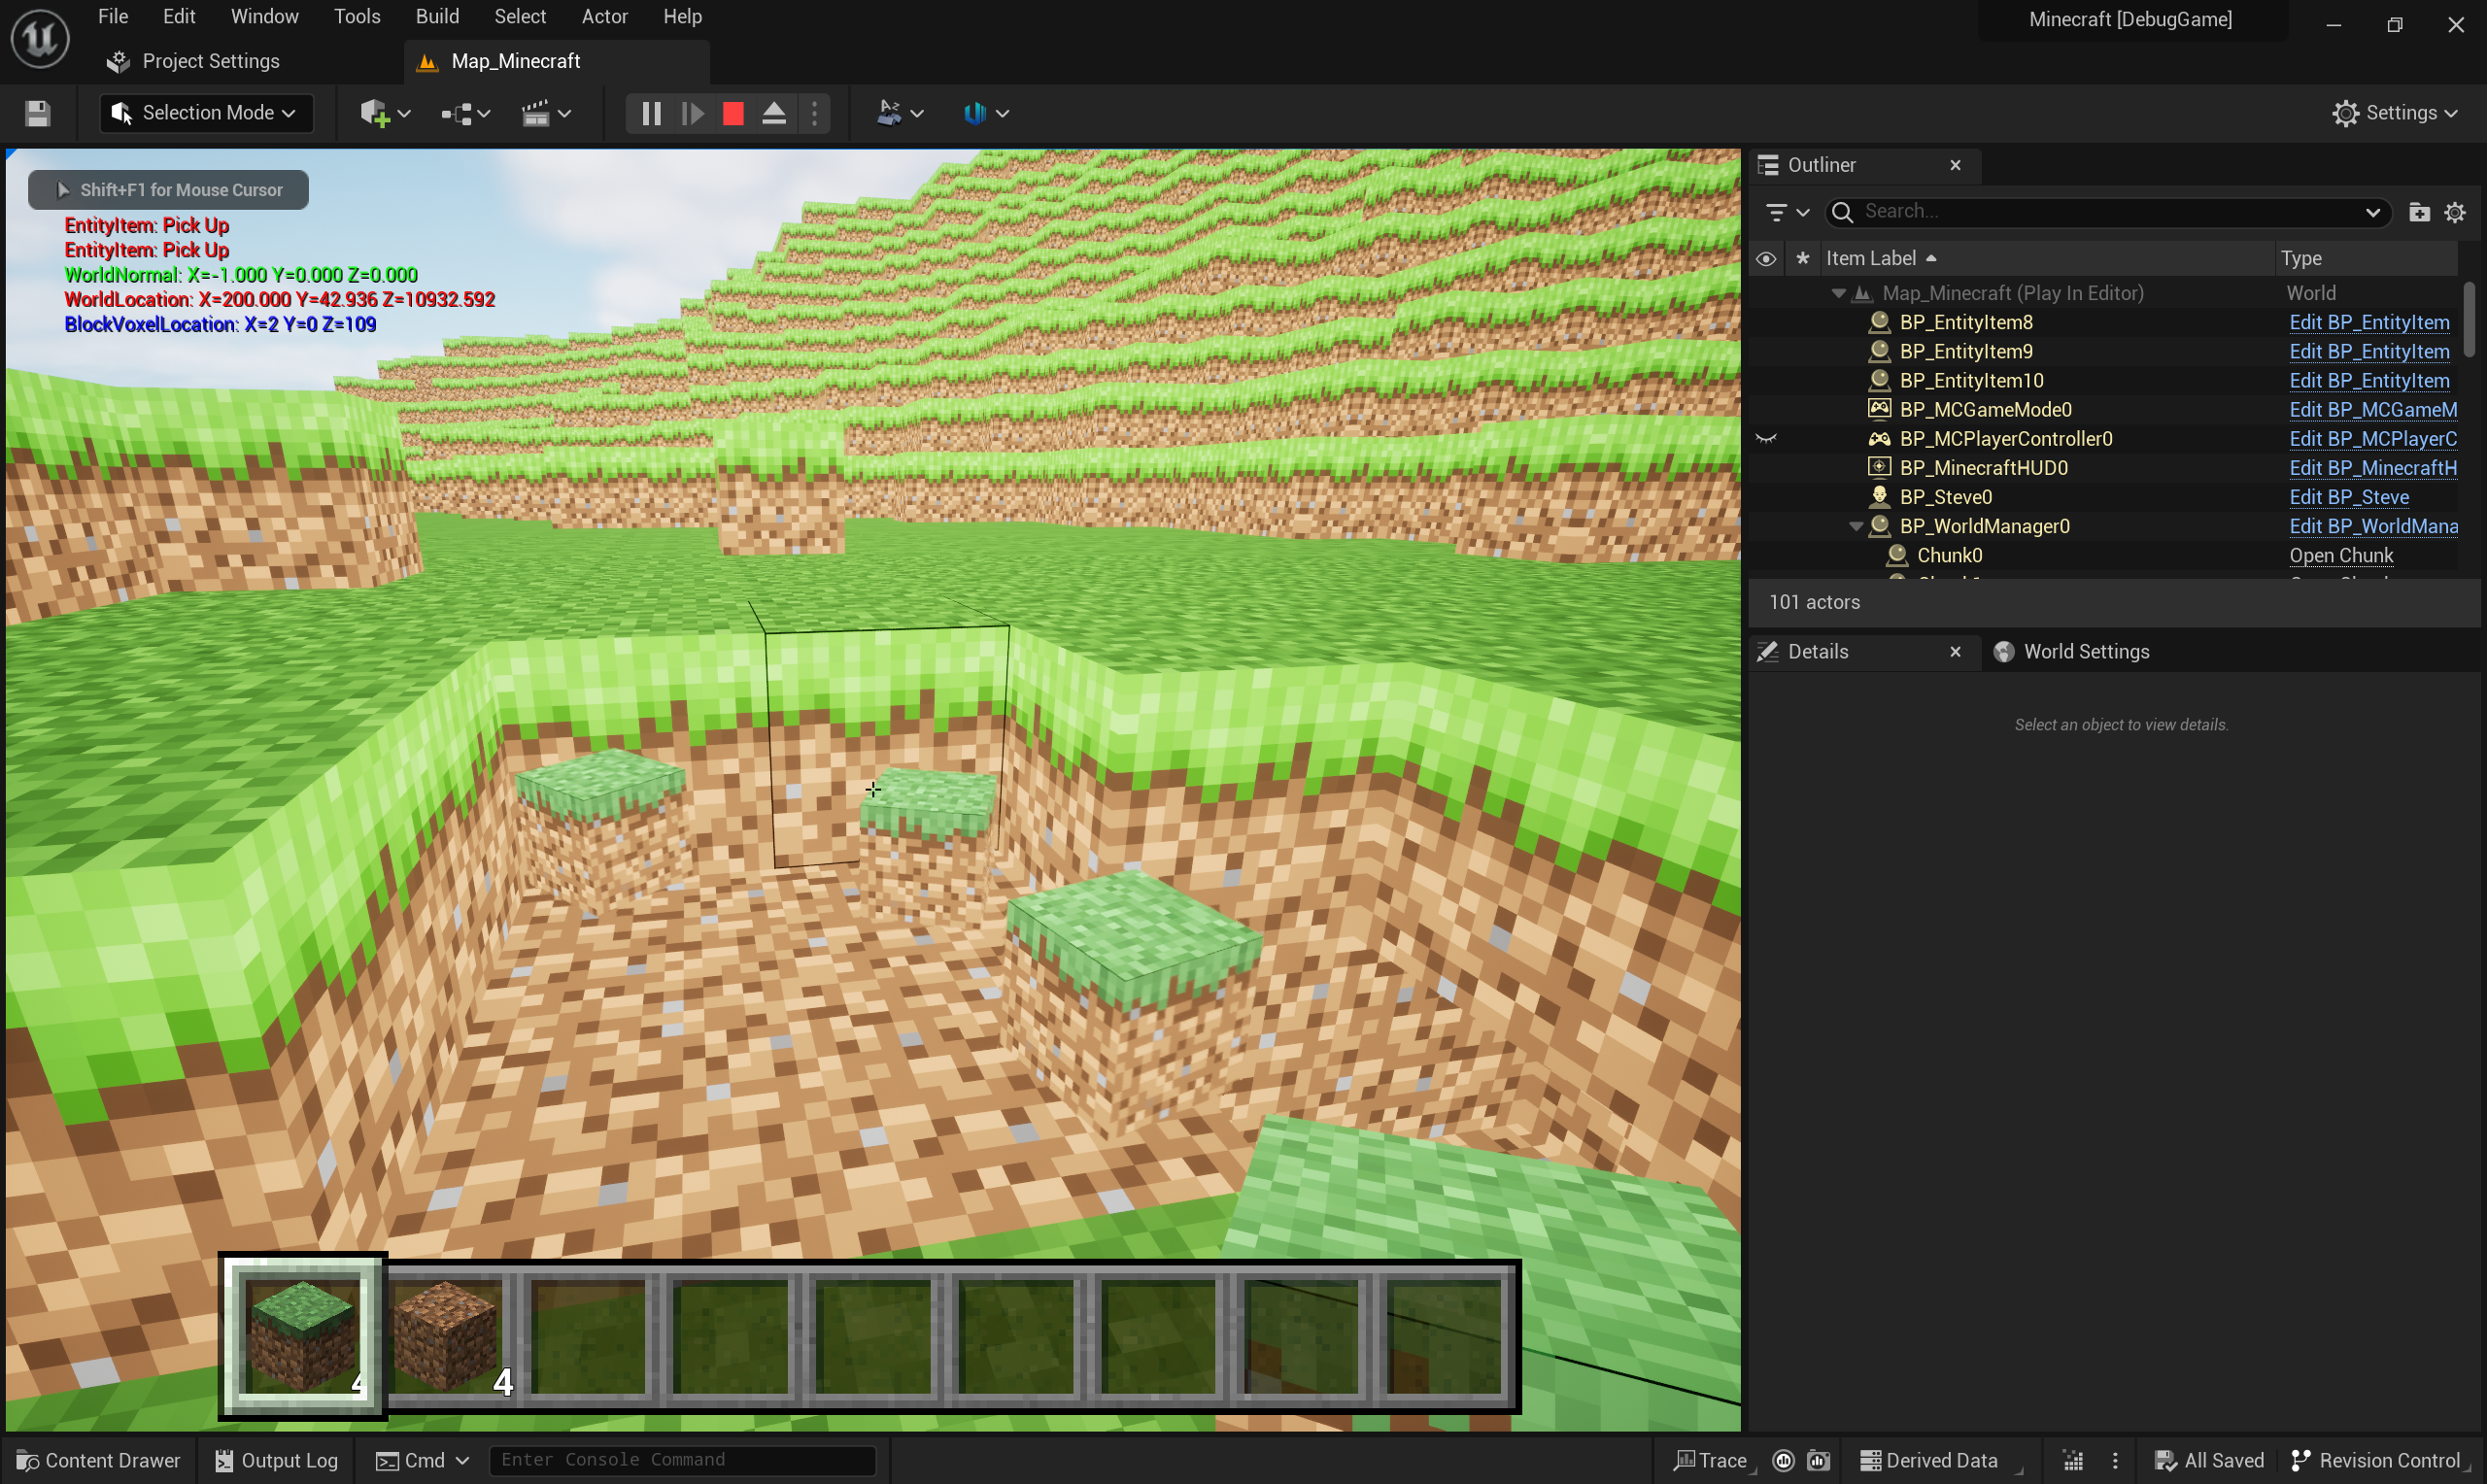 File Edit Window Tools Build Select Actor Help
Minecraft [DebugGame]
Project Settings
Map_Minecraft
Selection Mode
Settings
Shift+F1 for Mouse Cursor
EntityItem: Pick Up
EntityItem: Pick Up
WorldNormal: X=-1.000 Y=0.000 Z=0.000
WorldLocation: X=200.000 Y=42.936 Z=10932.592
BlockVoxelLocation: X=2 Y=0 Z=109
4
4
Outliner
Search...
Item Label Type
Map_Minecraft (Play In Editor) World
BP_EntityItem8 Edit BP_EntityItem
BP_EntityItem9 Edit BP_EntityItem
BP_EntityItem10 Edit BP_EntityItem
BP_MCGameMode0 Edit BP_MCGameM
BP_MCPlayerController0 Edit BP_MCPlayerC
BP_MinecraftHUD0 Edit BP_MinecraftH
BP_Steve0 Edit BP_Steve
BP_WorldManager0 Edit BP_WorldMana
Chunk0 Open Chunk
101 actors
Details
World Settings
Select an object to view details.
Content Drawer
Output Log
Cmd
Enter Console Command
Trace
Derived Data
All Saved
Revision Control